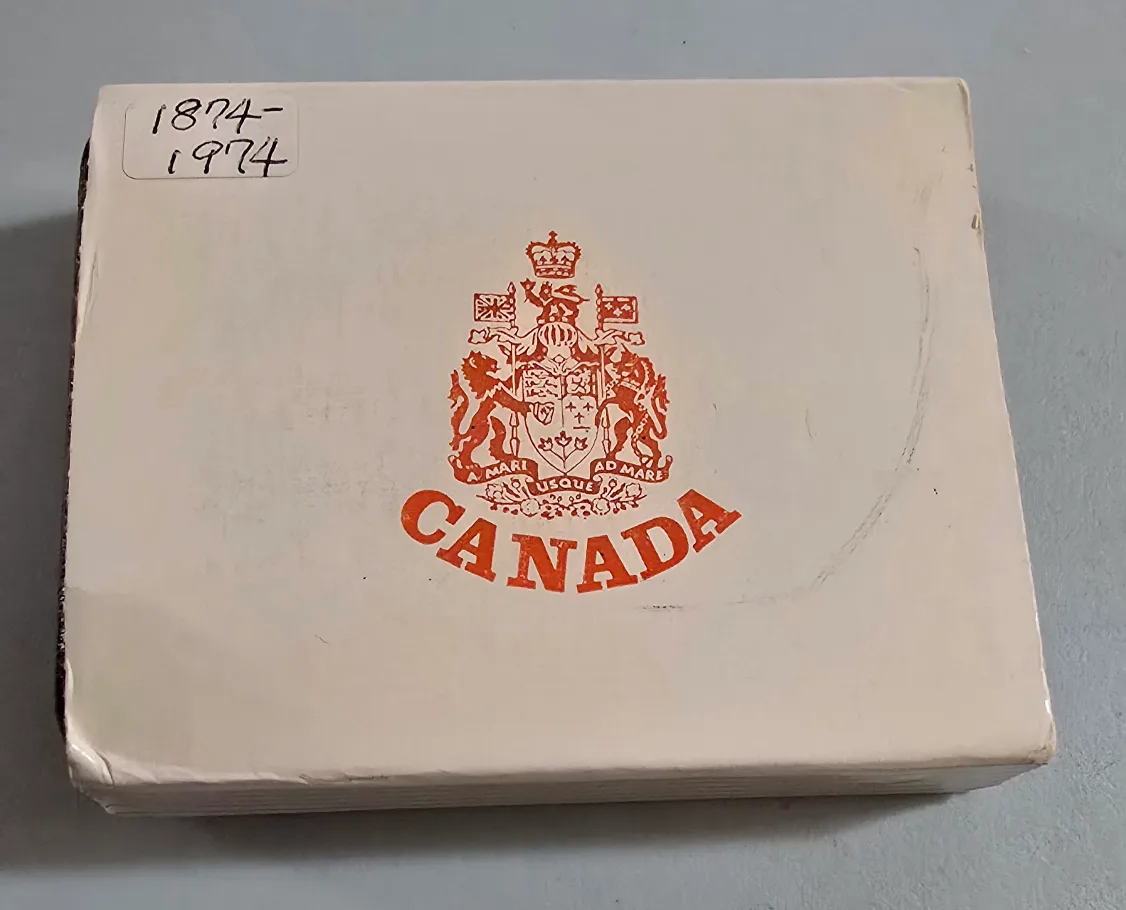 1874-
1974
A MARI USQUE AD MARE
CANADA